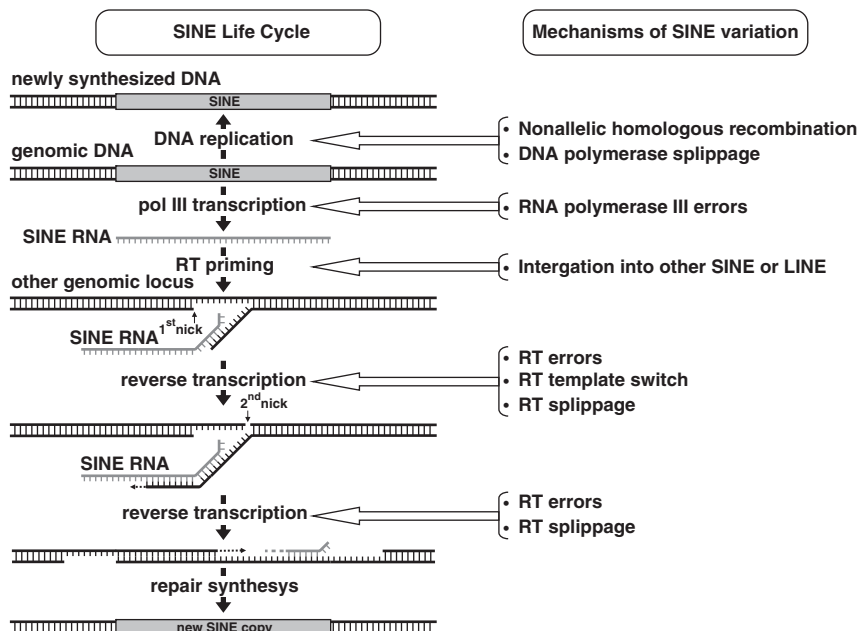 SINE Life Cycle
Mechanisms of SINE variation
newly synthesized DNA
SINE
DNA replication
• Nonallelic homologous recombination
• DNA polymerase splippage
genomic DNA
SINE
pol III transcription
• RNA polymerase III errors
SINE RNA
RT priming
• Intergation into other SINE or LINE
other genomic locus
1st nick
SINE RNA
reverse transcription
• RT errors
• RT template switch
• RT splippage
2nd nick
SINE RNA
reverse transcription
• RT errors
• RT splippage
repair synthesys
new SINE copy